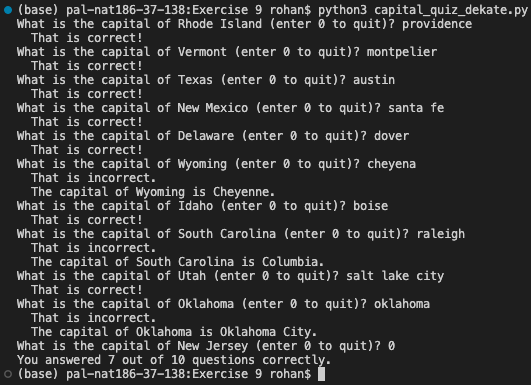 (base) pal-nat186-37-138:Exercise 9 rohan$ python3 capital_quiz_dekate.py
What is the capital of Rhode Island (enter 0 to quit)? providence
That is correct!
What is the capital of Vermont (enter 0 to quit)? montpelier
That is correct!
What is the capital of Texas (enter 0 to quit)? austin
That is correct!
What is the capital of New Mexico (enter 0 to quit)? santa fe
That is correct!
What is the capital of Delaware (enter 0 to quit)? dover
That is correct!
What is the capital of Wyoming (enter 0 to quit)? cheyena
That is incorrect.
The capital of Wyoming is Cheyenne.
What is the capital of Idaho (enter 0 to quit)? boise
That is correct!
What is the capital of South Carolina (enter 0 to quit)? raleigh
That is incorrect.
The capital of South Carolina is Columbia.
What is the capital of Utah (enter 0 to quit)? salt lake city
That is correct!
What is the capital of Oklahoma (enter 0 to quit)? oklahoma
That is incorrect.
The capital of Oklahoma is Oklahoma City.
What is the capital of New Jersey (enter 0 to quit)? 0
You answered 7 out of 10 questions correctly.
(base) pal-nat186-37-138:Exercise 9 rohan$